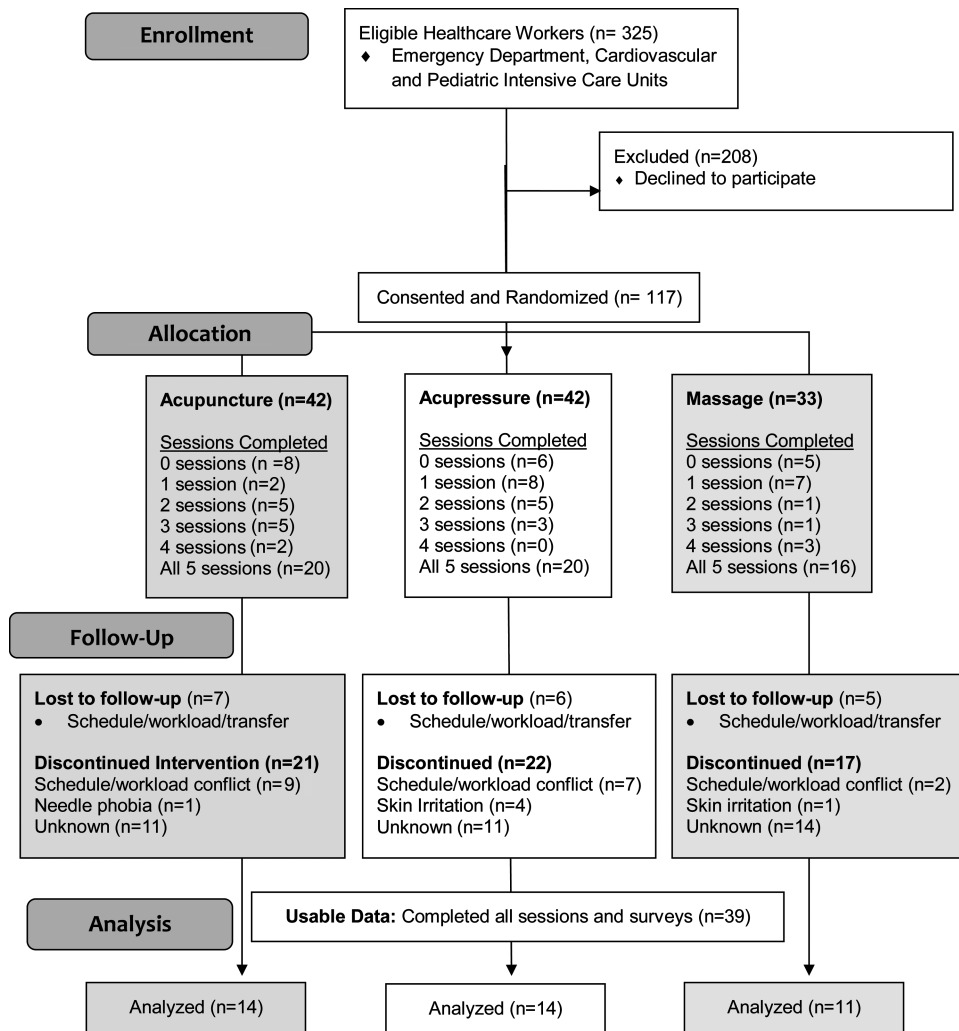 Enrollment
Eligible Healthcare Workers (n= 325)
♦ Emergency Department, Cardiovascular
and Pediatric Intensive Care Units
Excluded (n=208)
♦ Declined to participate
Consented and Randomized (n= 117)
Allocation
Acupuncture (n=42)
Sessions Completed
0 sessions (n =8)
1 session (n=2)
2 sessions (n=5)
3 sessions (n=5)
4 sessions (n=2)
All 5 sessions (n=20)
Acupressure (n=42)
Sessions Completed
0 sessions (n=6)
1 session (n=8)
2 sessions (n=5)
3 sessions (n=3)
4 sessions (n=0)
All 5 sessions (n=20)
Massage (n=33)
Sessions Completed
0 sessions (n=5)
1 session (n=7)
2 sessions (n=1)
3 sessions (n=1)
4 sessions (n=3)
All 5 sessions (n=16)
Follow-Up
Lost to follow-up (n=7)
• Schedule/workload/transfer
Discontinued Intervention (n=21)
Schedule/workload conflict (n=9)
Needle phobia (n=1)
Unknown (n=11)
Lost to follow-up (n=6)
• Schedule/workload/transfer
Discontinued (n=22)
Schedule/workload conflict (n=7)
Skin Irritation (n=4)
Unknown (n=11)
Lost to follow-up (n=5)
• Schedule/workload/transfer
Discontinued (n=17)
Schedule/workload conflict (n=2)
Skin irritation (n=1)
Unknown (n=14)
Analysis
Usable Data: Completed all sessions and surveys (n=39)
Analyzed (n=14)
Analyzed (n=14)
Analyzed (n=11)